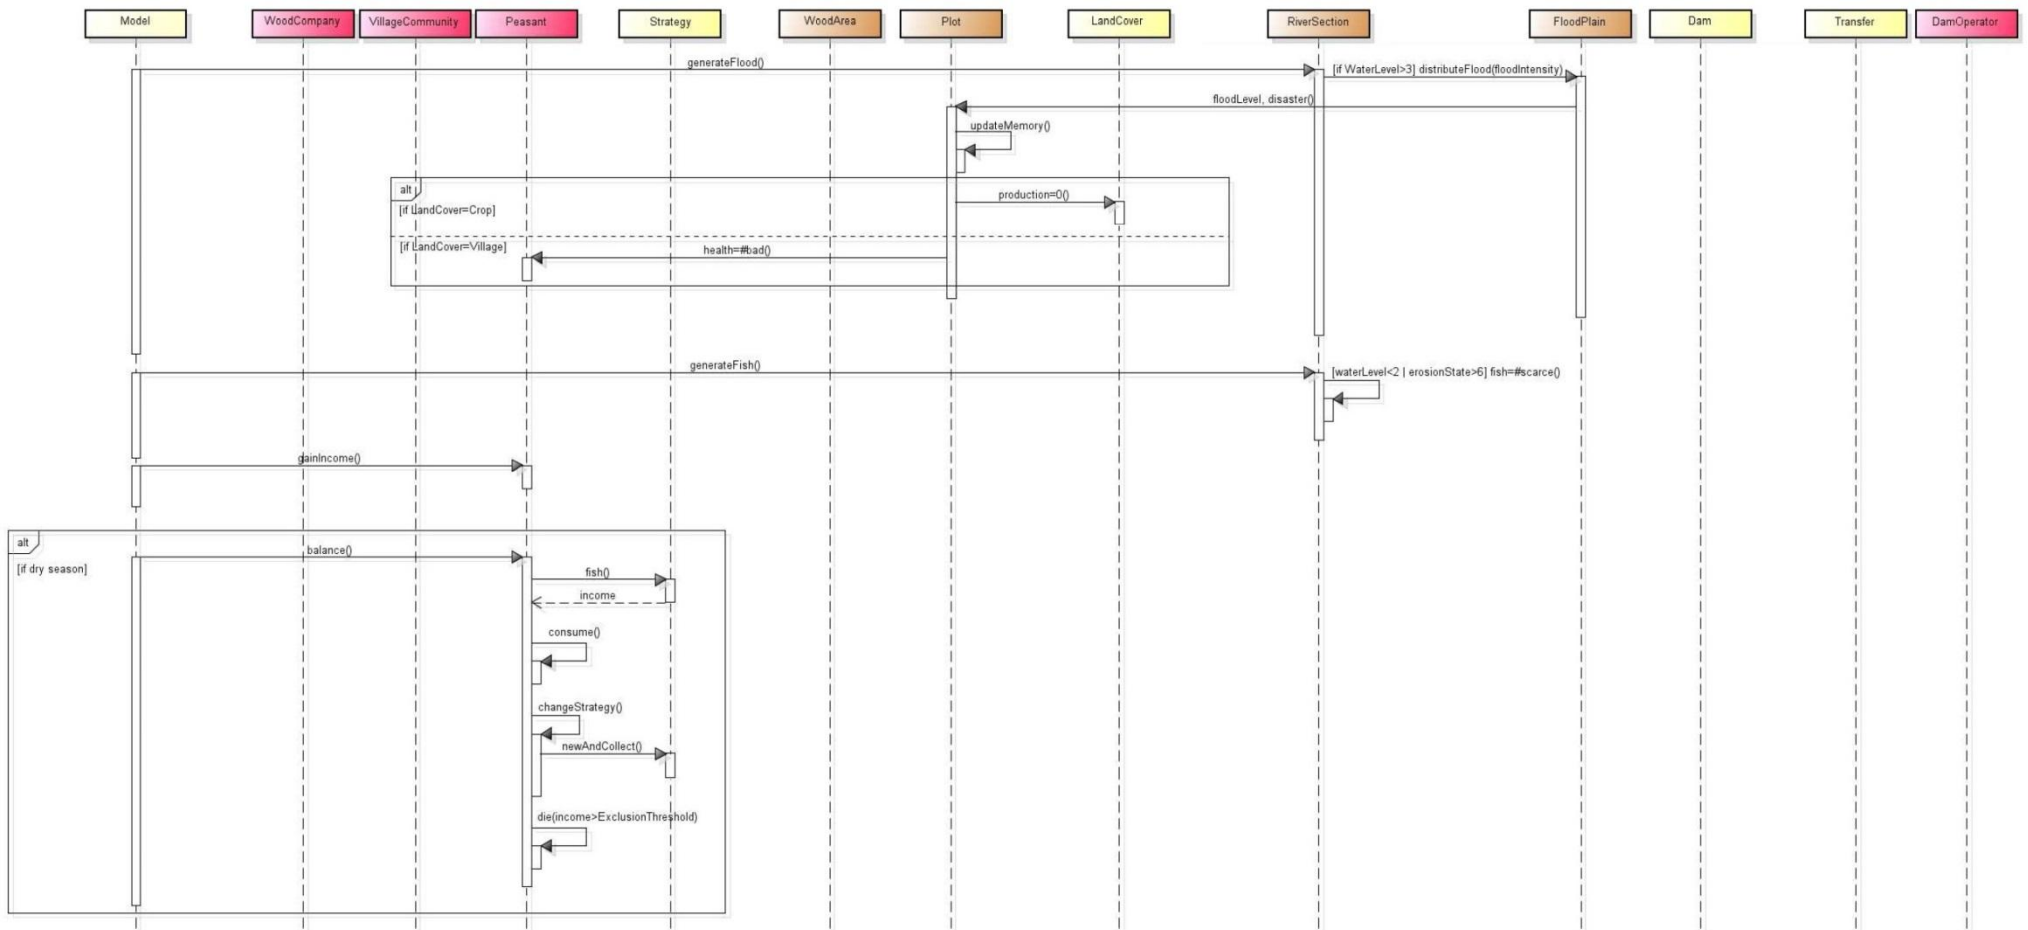 Model
WoodCompany
VillageCommunity
Peasant
Strategy
WoodArea
Plot
LandCover
RiverSection
FloodPlain
Dam
Transfer
DamOperator
generateFlood()
[if WaterLevel>3] distributeFlood(floodIntensity)
floodLevel, disaster()
updateMemory()
alt
production=0()
[if LandCover=Crop]
[if LandCover=Village]
health=#bad()
generateFish()
[waterLevel<2 | erosionState>6] fish=#scarce()
gainIncome()
alt
balance()
[if dry season]
fish()
income
consume()
changeStrategy()
newAndCollect()
die(income>ExclusionThreshold)